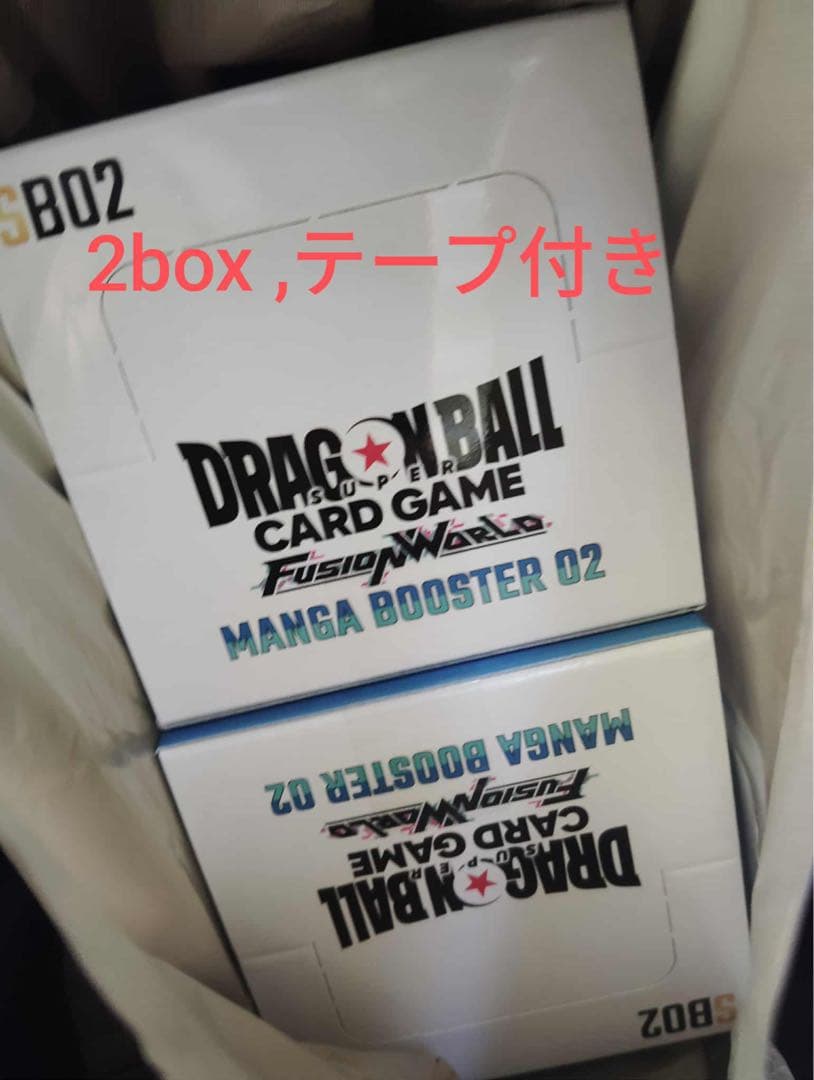 SB02
2box ,テープ付き
DRAGON BALL
SUPER
CARD GAME
FUSION WORLD
MANGA BOOSTER 02
MANGA BOOSTER 02
FUSION WORLD
CARD GAME
SUPER
DRAGON BALL
SB02